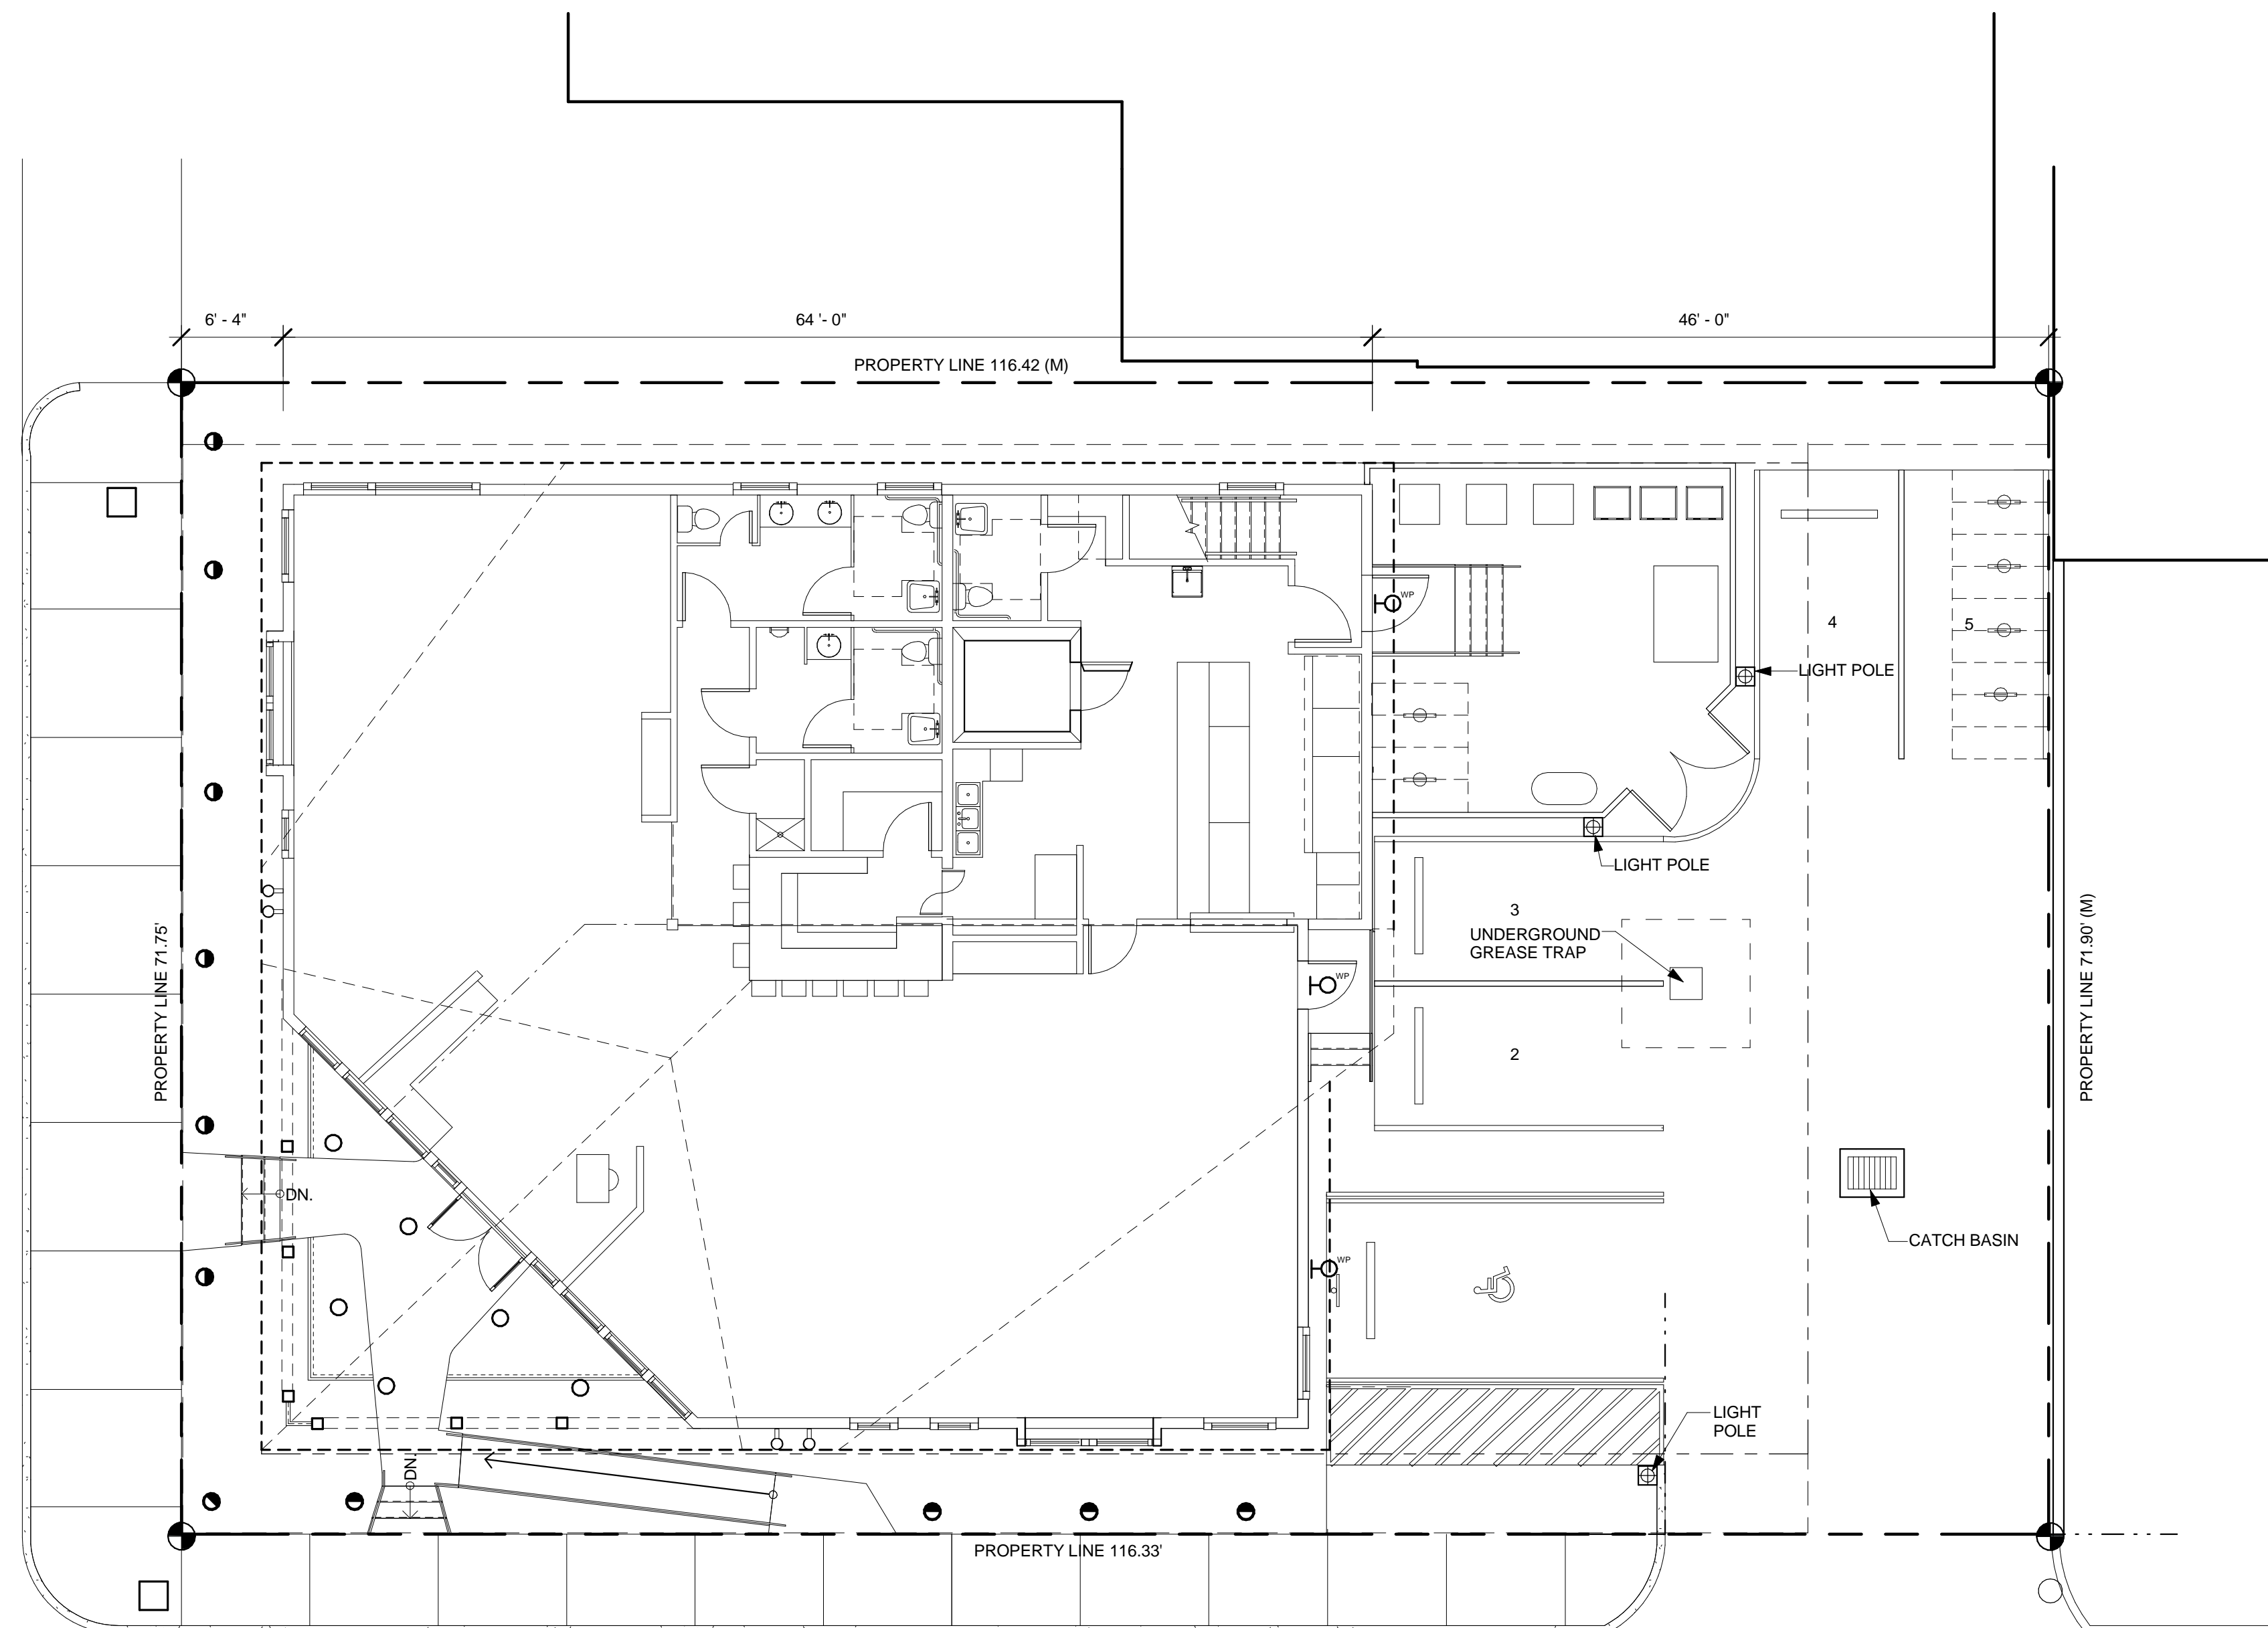 6' - 4"
64 '- 0"
46' - 0"
PROPERTY LINE 116.42 (M)
WP
4
5
LIGHT POLE
LIGHT POLE
3
UNDERGROUND
GREASE TRAP
PROPERTY LINE 71.75'
PROPERTY LINE 71.90' (M)
WP
2
DN.
CATCH BASIN
WP
LIGHT
POLE
DN.
PROPERTY LINE 116.33'